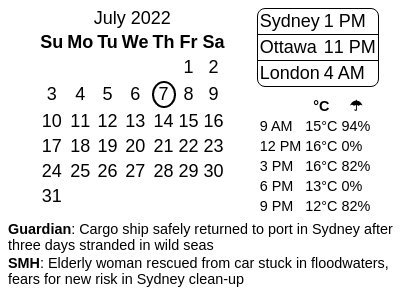 July 2022
Su Mo Tu We Th Fr Sa
1 2
3 4 5 6 7 8 9
10 11 12 13 14 15 16
17 18 19 20 21 22 23
24 25 26 27 28 29 30
31
Sydney 1 PM
Ottawa 11 PM
London 4 AM
°C ☂
9 AM 15°C 94%
12 PM 16°C 0%
3 PM 16°C 82%
6 PM 13°C 0%
9 PM 12°C 82%
Guardian: Cargo ship safely returned to port in Sydney after
three days stranded in wild seas
SMH: Elderly woman rescued from car stuck in floodwaters,
fears for new risk in Sydney clean-up